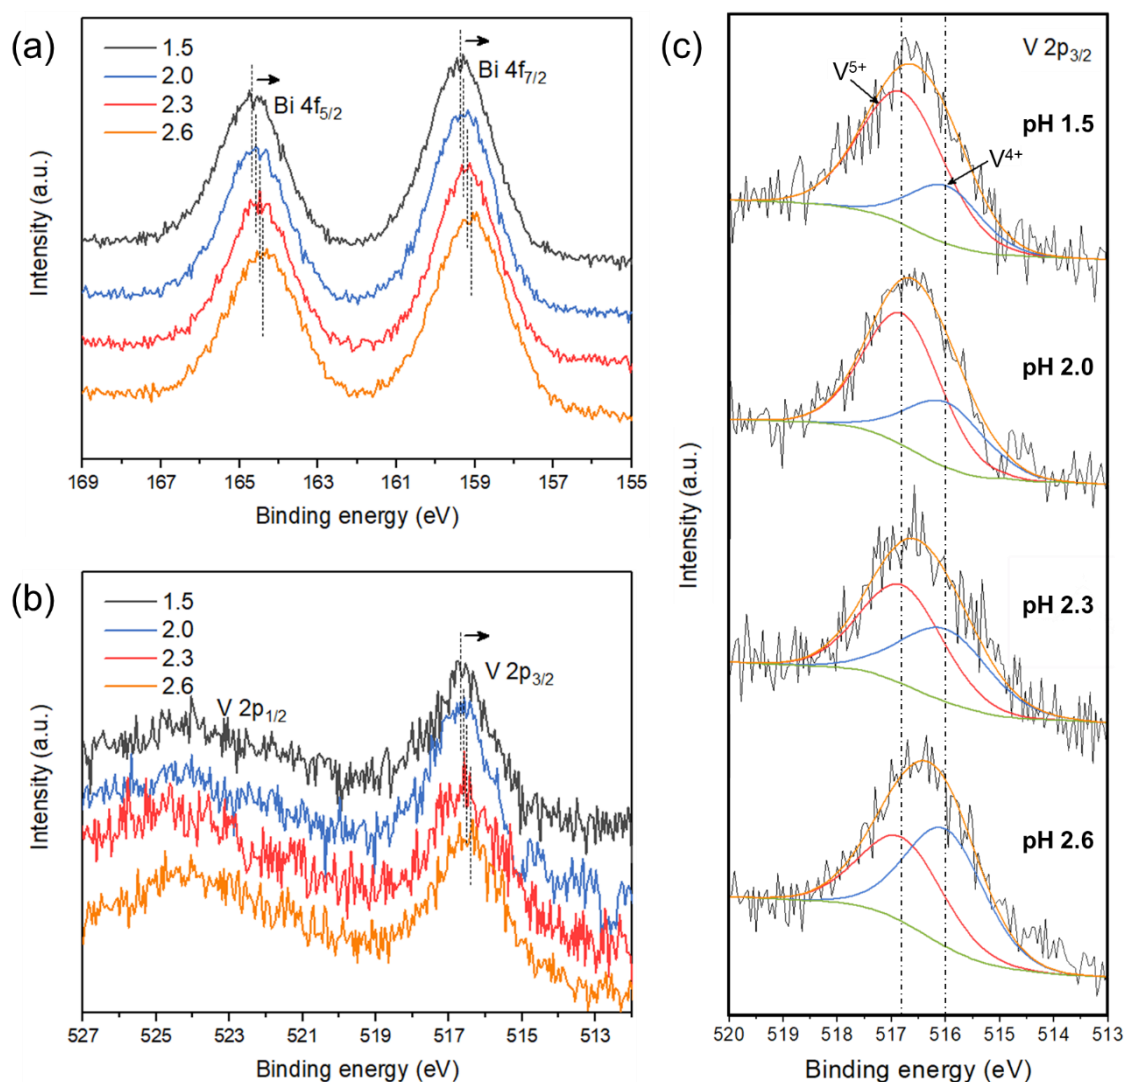 (a)
1.5
2.0
2.3
2.6
Bi 4f5/2
Bi 4f7/2
Intensity (a.u.)
169 167 165 163 161 159 157 155
Binding energy (eV)
(b)
1.5
2.0
2.3
2.6
V 2p1/2
V 2p3/2
Intensity (a.u.)
527 525 523 521 519 517 515 513
Binding energy (eV)
(c)
V 2p3/2
V5+
pH 1.5
V4+
pH 2.0
pH 2.3
pH 2.6
Intensity (a.u.)
520 519 518 517 516 515 514 513
Binding energy (eV)